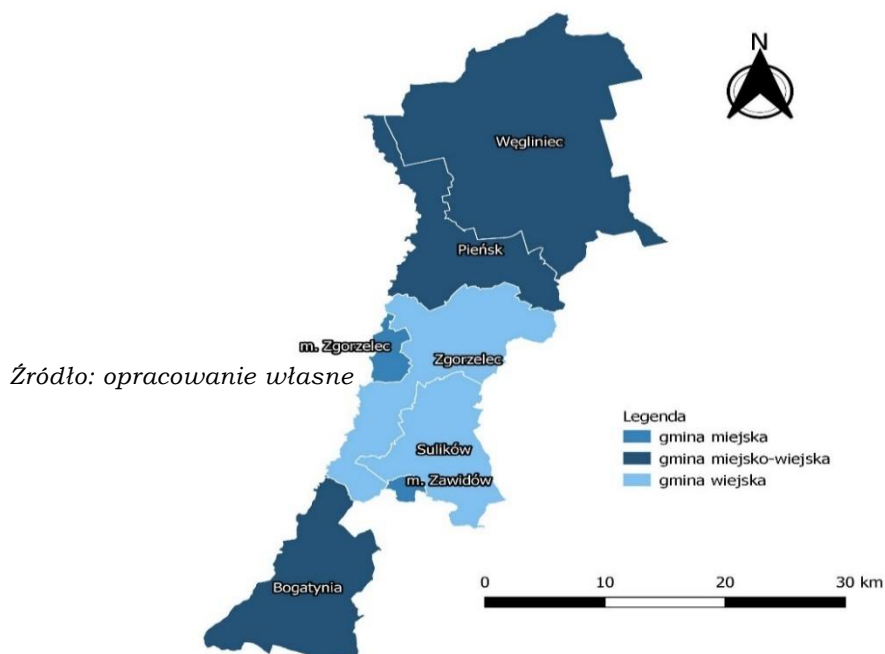 N
Węgliniec
Pieńsk
m. Zgorzelec
Zgorzelec
Źródło: opracowanie własne
Legenda
gmina miejska
gmina miejsko-wiejska
gmina wiejska
Sulików
m. Zawidów
Bogatynia
0 10 20 30 km